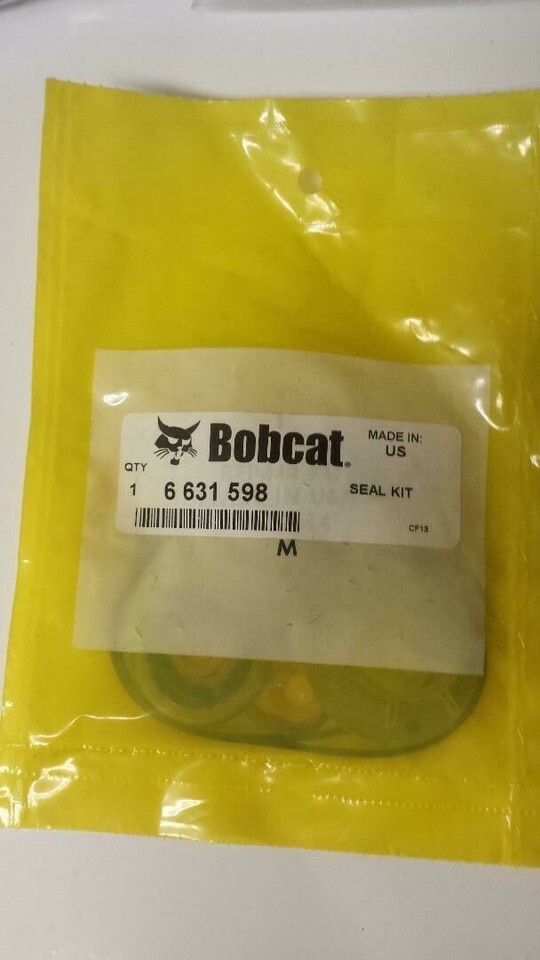 Bobcat®
MADE IN:
US
QTY
1 6 631 598 SEAL KIT
CF13
M